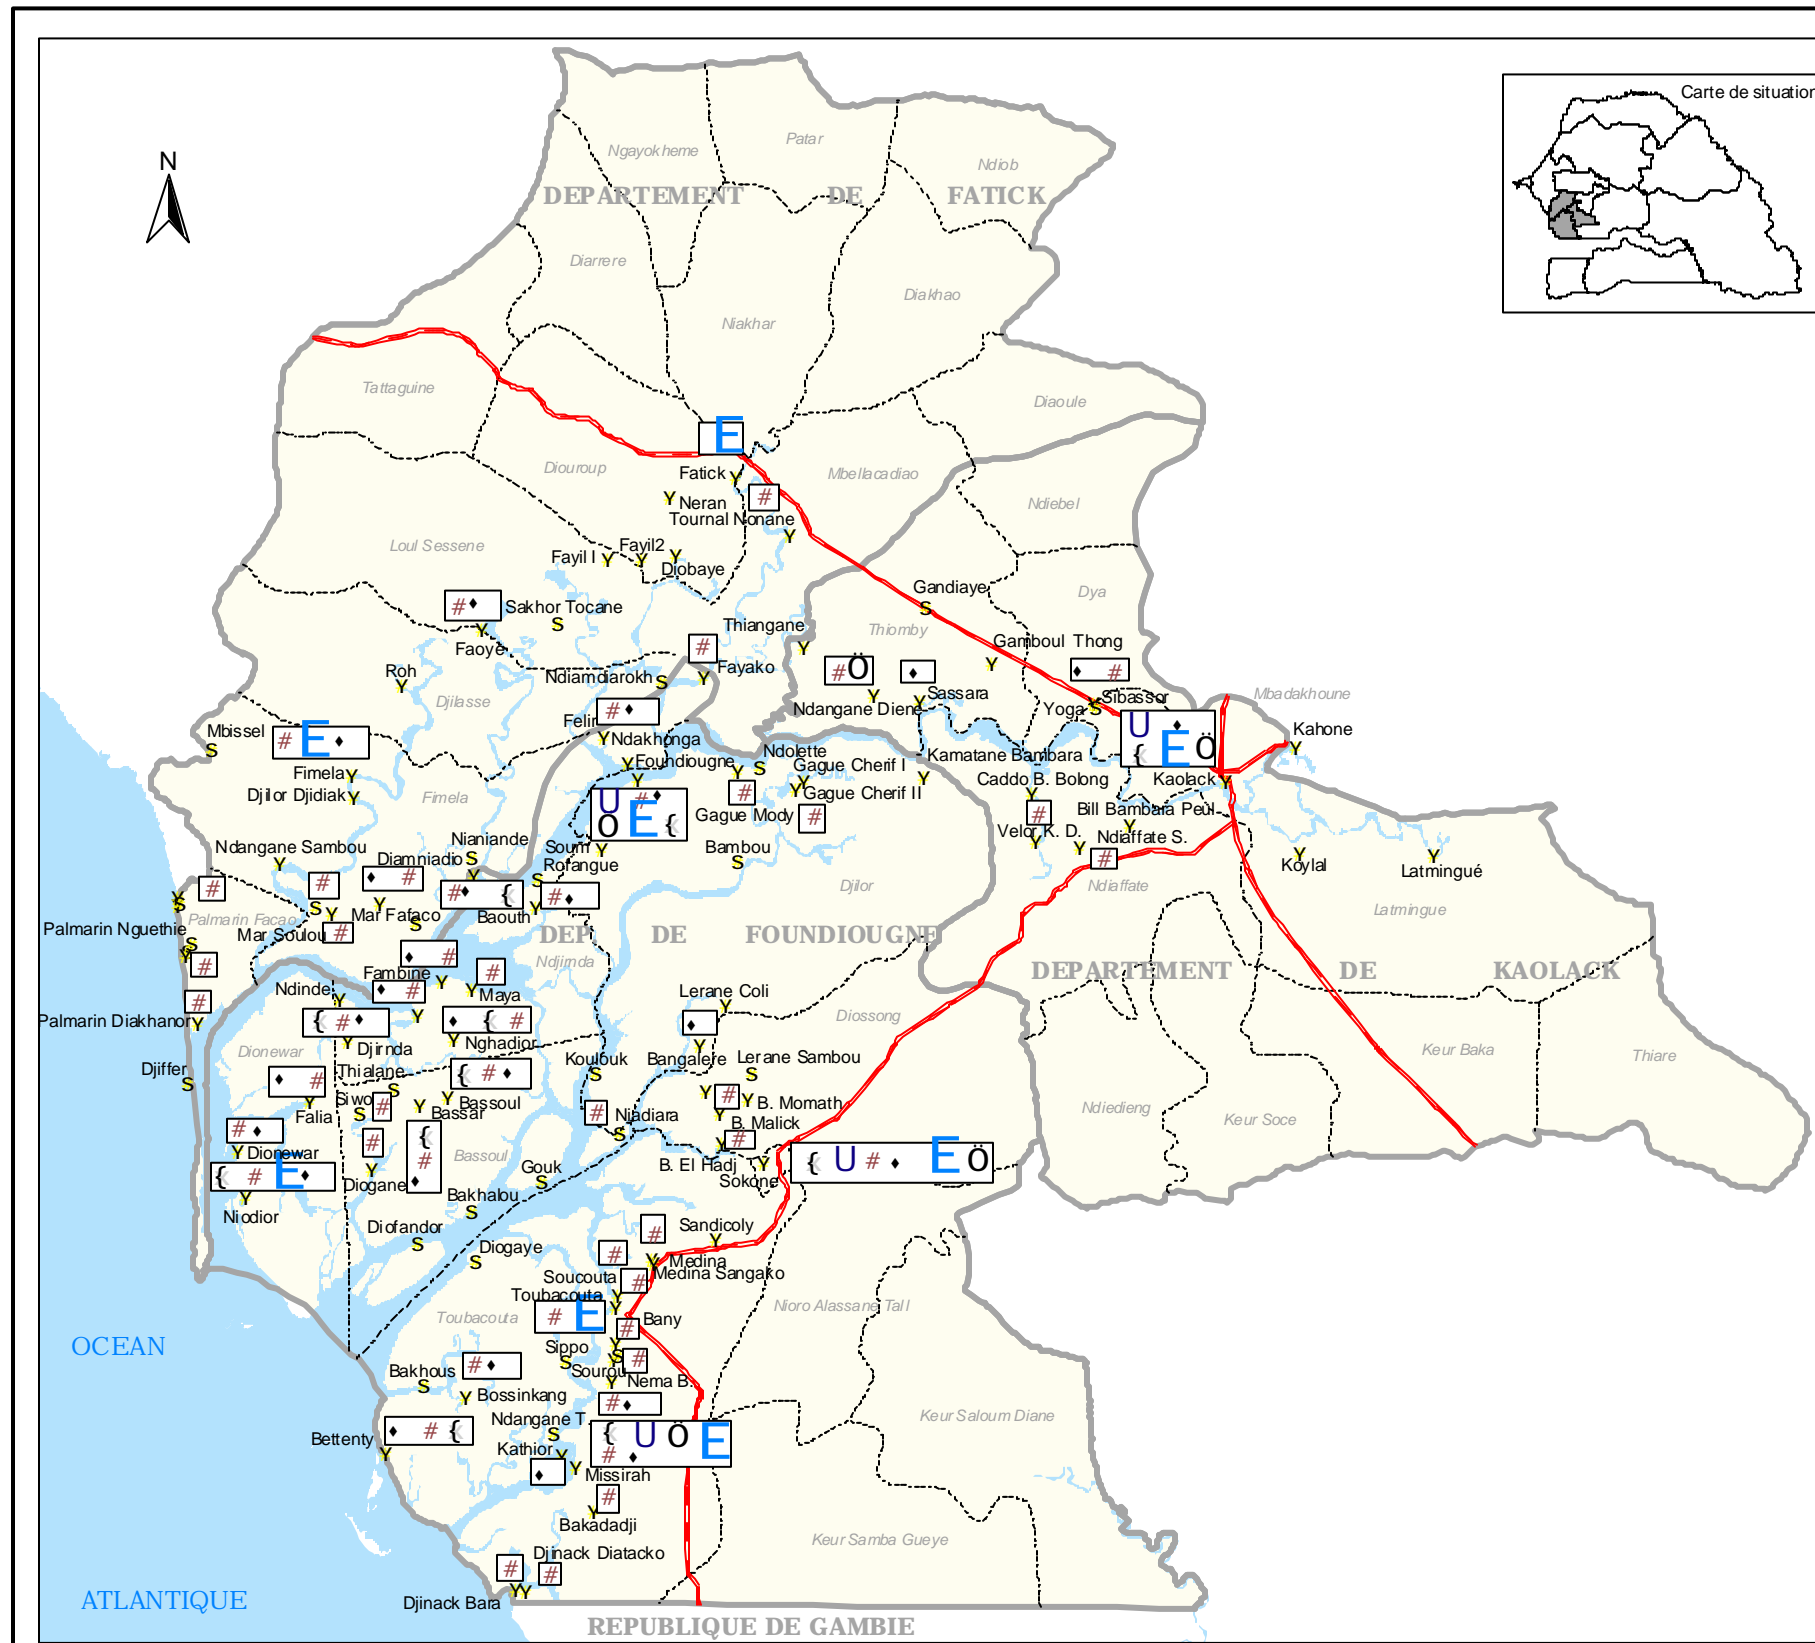 Carte de situation
N
Patar
Ngayokheme
Ndiob
DEPARTEMENT DE FATICK
Diarrere
Diakhao
Niakhar
Tattaguine
Diaoule
E
Diouroup
Fatick
Y
Mbellacadiao
Neran
#
Tournal Nonane
Ndiebel
Loul Sessene
Fayil I
Fayil2
Diobaye
Gandiaye
S
Dya
#♦
Sakhor Tocane
Thiangane
Thiomby
Gamboul Thong
Faoye
#
Fayako
Roh
Ndiamdiarokh
#Ö
♦
♦ #
Djilasse
Sassara
Sibassor
Mbadakhoune
Ndangane Diene
Yoga
Felir
# ♦
Mbissel
# E ♦
Ndakhonga
Kahone
U ♦
{ E Ö
Ndolette
Kamatane Bambara
Foundiougne
Gague Cherif I
Caddo B. Bolong
Kaolack
Fimela
Djilor Djidiak
Fimela
Gague Cherif II
U # ♦
Ö E {
Gague Mody
Bill Bambara Peul
Velor K. D.
Ndiaffate S.
Nianiande
Ndangane Sambou
Diamniadio
Soum
Rofangue
Bambou
Koylal
Latmingué
Djilor
Ndiaffate
Palmarin Facao
Mar Fafaco
Baouth
Latmingue
Palmarin Nguethie
Mar Soulou
DEP DE FOUNDIOUGNE
Ndjirnda
DEPARTEMENT DE KAOLACK
Fambine
Ndinde
Maya
Lerane Coli
Palmarin Diakhanor
Diossong
Nghadior
Djirnda
Dionewar
Keur Baka
Thiare
Koulouk
Bangalere
Lerane Sambou
Djiffer
Thialane
Siwo
Bassoul
Falia
Bassar
B. Momath
Niadiara
Ndiedieng
Keur Soce
B. Malick
Dionewar
Bassoul
B. El Hadj
{ U # ♦ E Ö
Gouk
Sokone
Diogane
{ # E ♦
Niodior
Bakhalou
Diofandor
Sandicoly
Diogaye
Medina
Medina Sangako
Soucouta
Toubacouta
Nioro Alassane Tall
Toubacouta
# E
Bany
OCEAN
Sippo
Sourou
Bakhous
Nema B.
Bossinkang
Ndangane T
Keur Saloum Diane
Bettenty
♦ # {
Kathior
{ U Ö E
# ♦
Missirah
Bakadadji
Keur Samba Gueye
Djinack Diatacko
ATLANTIQUE
Djinack Bara
REPUBLIQUE DE GAMBIE